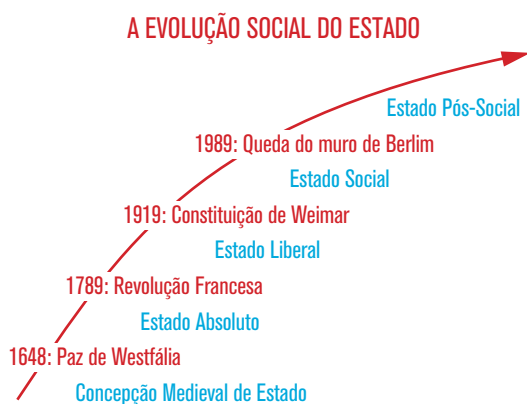 A EVOLUÇÃO SOCIAL DO ESTADO
Estado Pós-Social
1989: Queda do muro de Berlim
Estado Social
1919: Constituição de Weimar
Estado Liberal
1789: Revolução Francesa
Estado Absoluto
1648: Paz de Westfália
Concepção Medieval de Estado